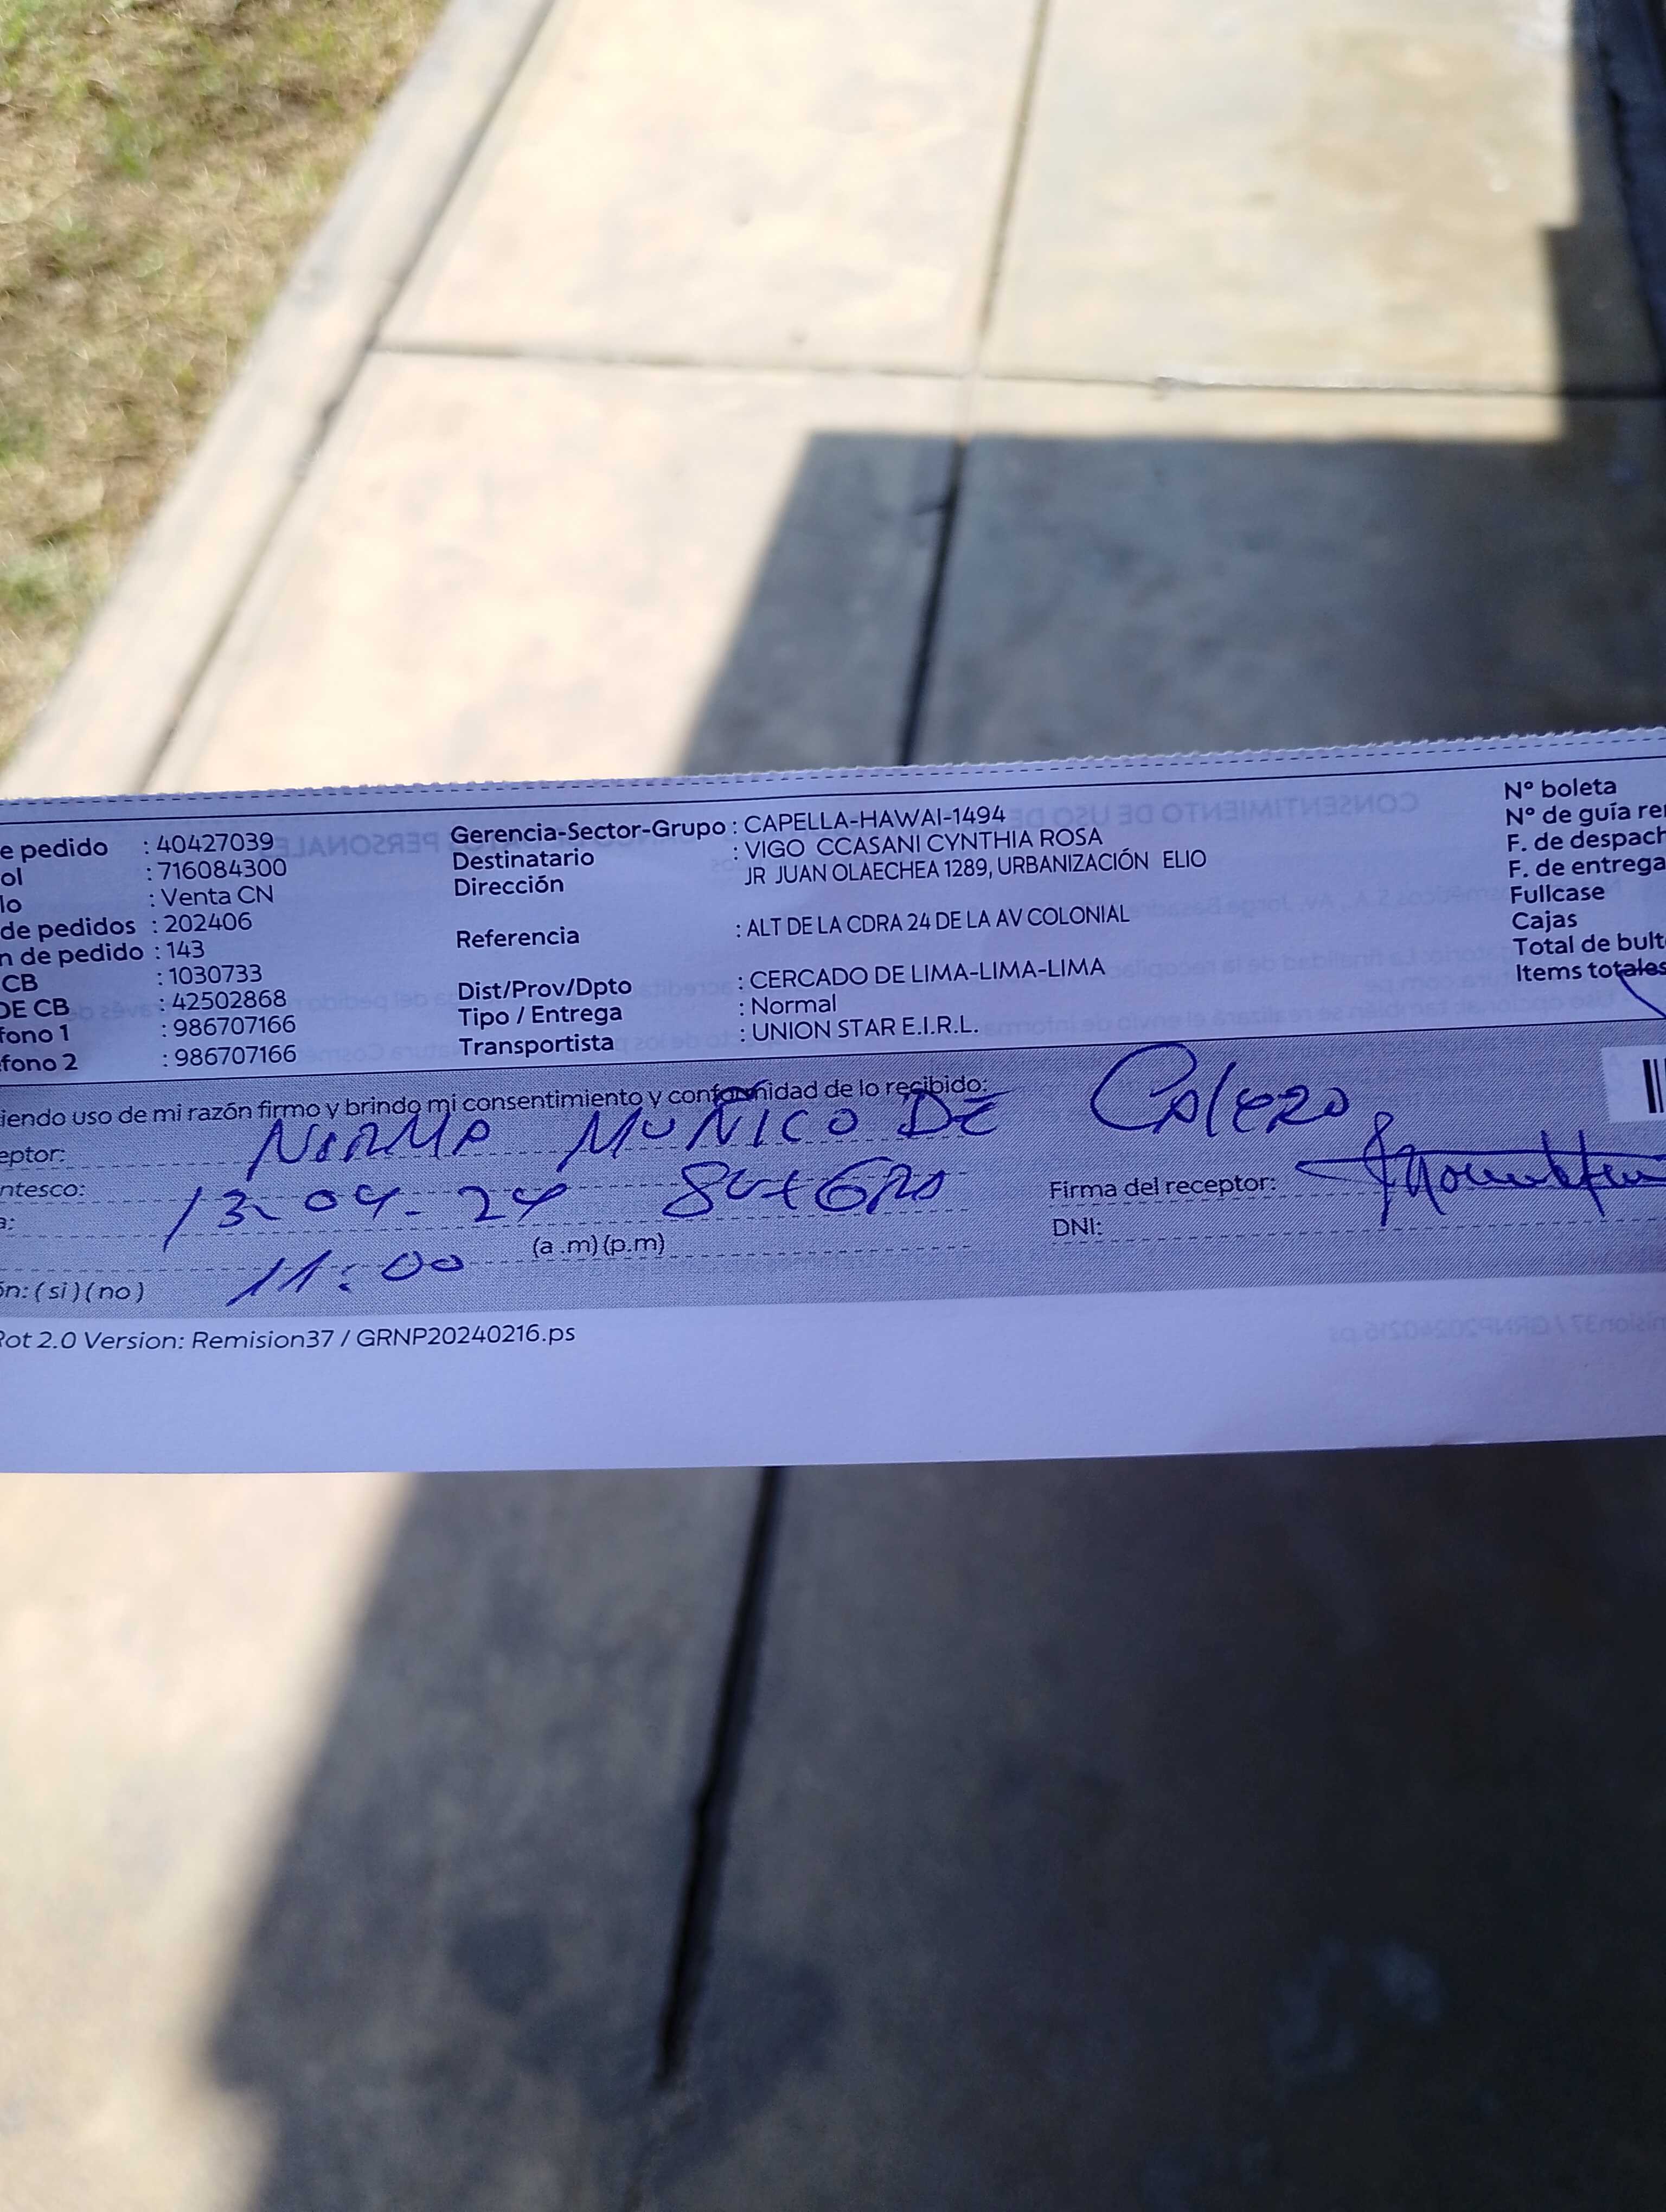 e pedido : 40427039
ol : 716084300
lo : Venta CN
de pedidos : 202406
n de pedido : 143
CB : 1030733
DE CB : 42502868
fono 1 : 986707166
fono 2 : 986707166
Gerencia-Sector-Grupo : CAPELLA-HAWAI-1494
Destinatario : VIGO CCASANI CYNTHIA ROSA
Dirección JR JUAN OLAECHEA 1289, URBANIZACIÓN ELIO
Referencia : ALT DE LA CDRA 24 DE LA AV COLONIAL
Dist/Prov/Dpto : CERCADO DE LIMA-LIMA-LIMA
Tipo / Entrega : Normal
Transportista : UNION STAR E.I.R.L.
N° boleta
N° de guía re
F. de despach
F. de entrega
Fullcase
Cajas
Total de bult
Items totales
iendo uso de mi razón firmo y brindo mi consentimiento y conformidad de lo recibido:
eptor: NORMA MUÑICO DE Calero
ntesco: SUEGRA
a: 13-04-24
11:00 (a .m) (p.m)
Firma del receptor:
DNI:
ón: ( si ) ( no )
Rot 2.0 Version: Remision37 / GRNP20240216.ps